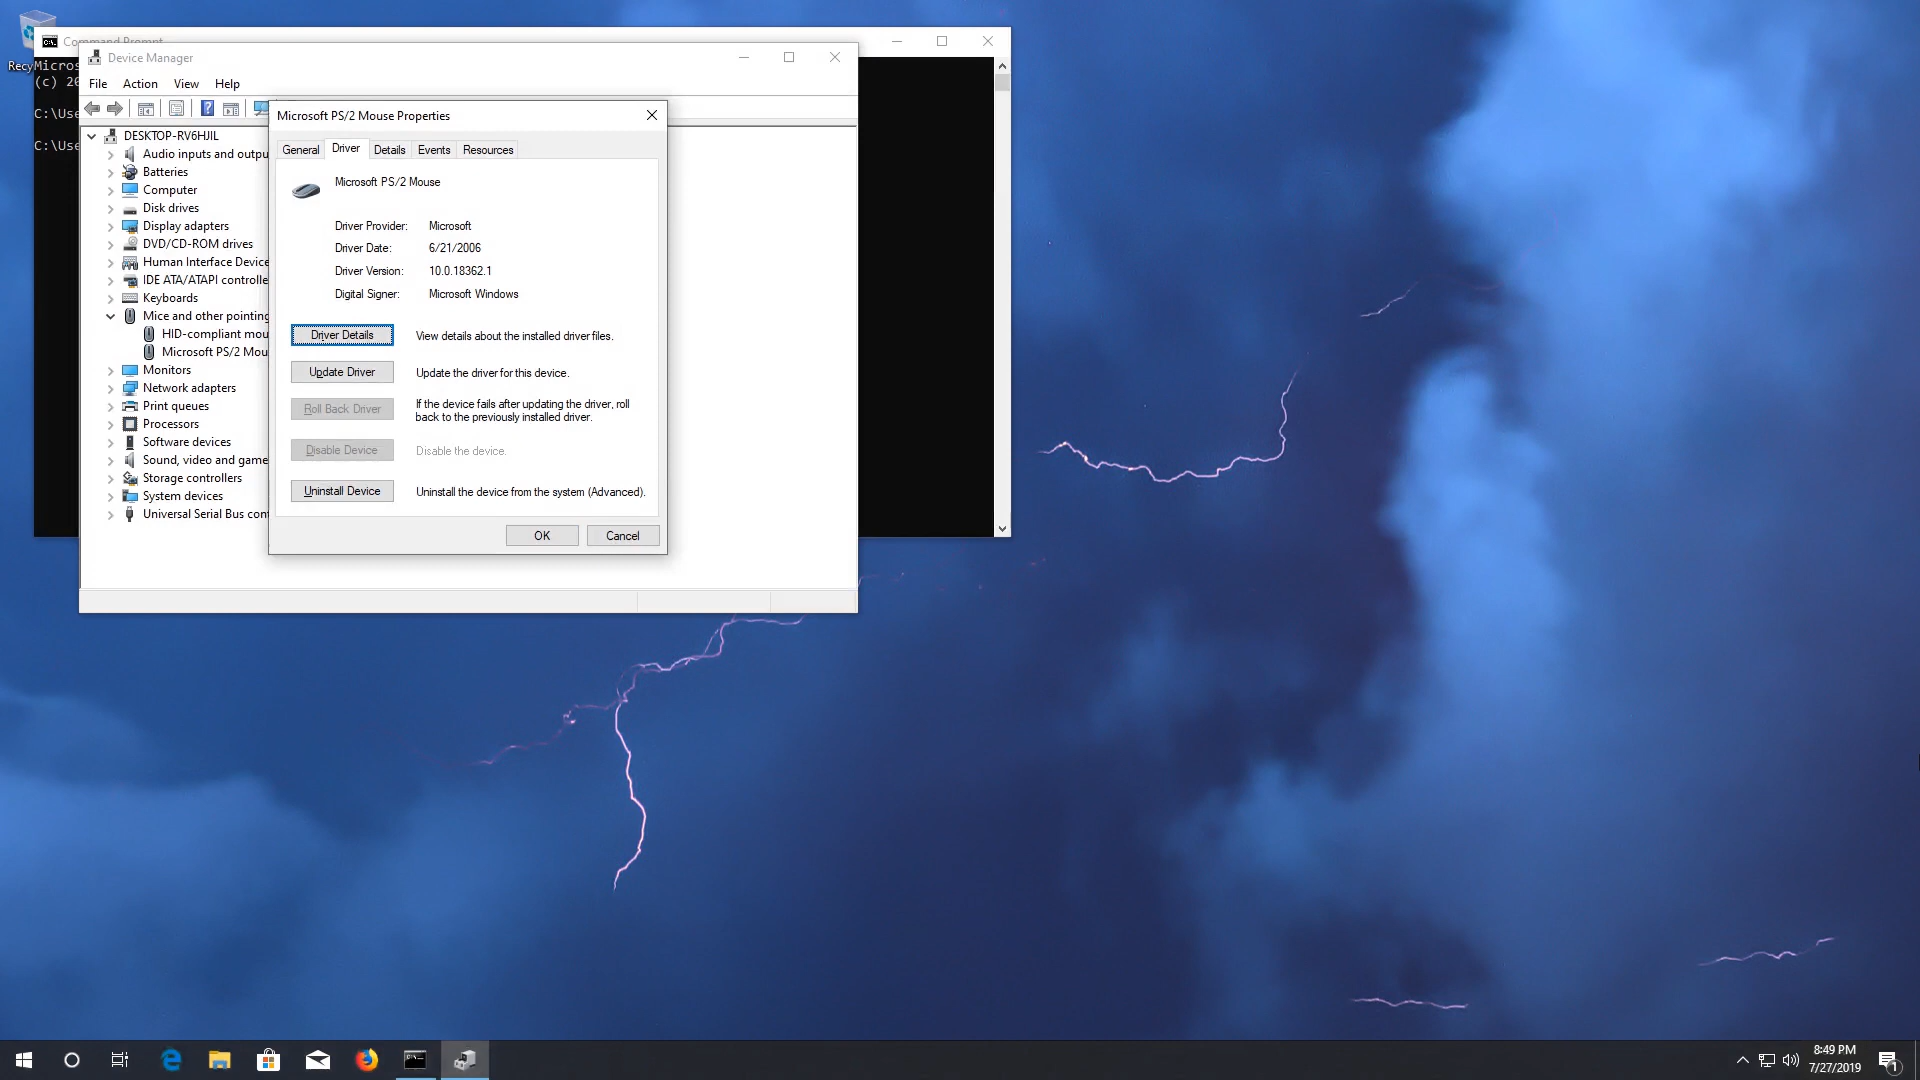 Command Prompt
Recy
Micros
(c) 20
C:\Use
C:\Use
Device Manager
File Action View Help
DESKTOP-RV6HJIL
Audio inputs and outpu
Batteries
Computer
Disk drives
Display adapters
DVD/CD-ROM drives
Human Interface Device
IDE ATA/ATAPI controlle
Keyboards
Mice and other pointing
HID-compliant mou
Microsoft PS/2 Mou
Monitors
Network adapters
Print queues
Processors
Software devices
Sound, video and game
Storage controllers
System devices
Universal Serial Bus cont
Microsoft PS/2 Mouse Properties
General Driver Details Events Resources
Microsoft PS/2 Mouse
Driver Provider: Microsoft
Driver Date: 6/21/2006
Driver Version: 10.0.18362.1
Digital Signer: Microsoft Windows
Driver Details View details about the installed driver files.
Update Driver Update the driver for this device.
Roll Back Driver If the device fails after updating the driver, roll
back to the previously installed driver.
Disable Device Disable the device.
Uninstall Device Uninstall the device from the system (Advanced).
OK Cancel
8:49 PM
7/27/2019
1